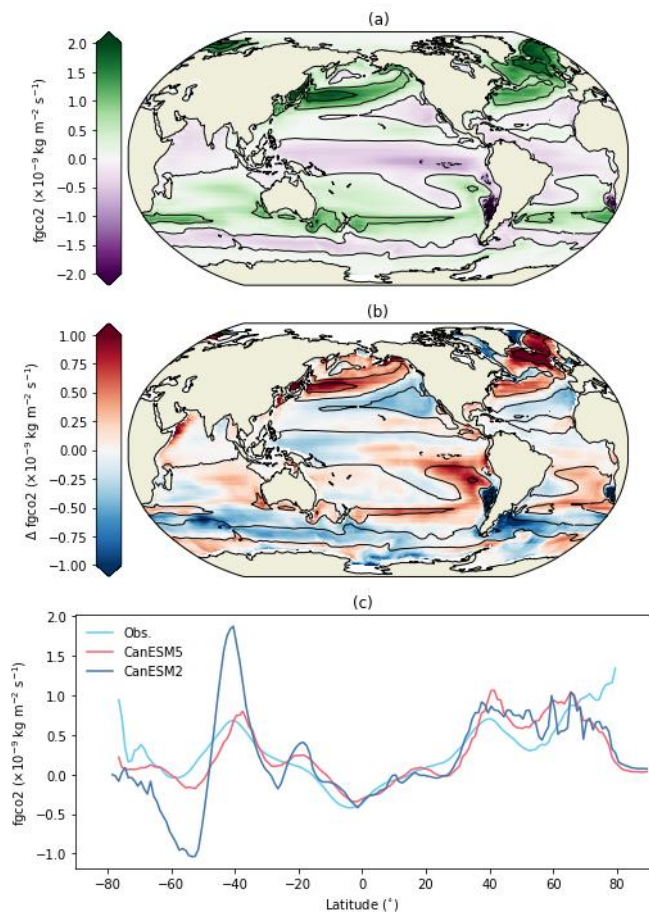 (a)
2.0
1.5
1.0
0.5
0.0
−0.5
−1.0
−1.5
−2.0
fgco2 (×10⁻⁹ kg m⁻² s⁻¹)
(b)
1.00
0.75
0.50
0.25
0.00
−0.25
−0.50
−0.75
−1.00
Δ fgco2 (×10⁻⁹ kg m⁻² s⁻¹)
(c)
2.0
1.5
1.0
0.5
0.0
−0.5
−1.0
fgco2 (×10⁻⁹ kg m⁻² s⁻¹)
Obs.
CanESM5
CanESM2
−80 −60 −40 −20 0 20 40 60 80
Latitude (°)